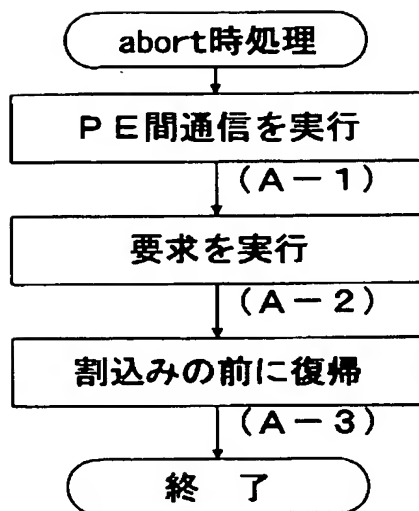 abort時処理
ＰＥ間通信を実行
（Ａ－１）
要求を実行
（Ａ－２）
割込みの前に復帰
（Ａ－３）
終　了